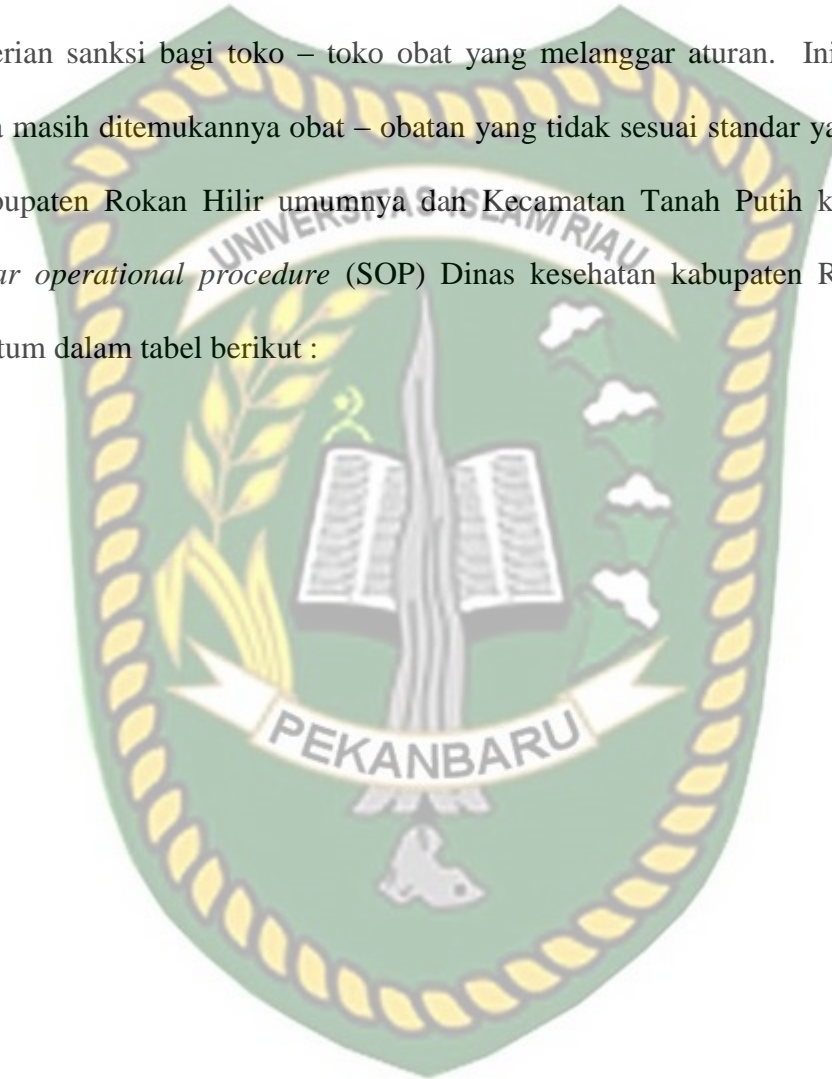 erian sanksi bagi toko – toko obat yang melanggar aturan. Ini
a masih ditemukannya obat – obatan yang tidak sesuai standar ya
bupaten Rokan Hilir umumnya dan Kecamatan Tanah Putih k
UNIVERSITAS ISLAM RIAU
ar operational procedure (SOP) Dinas kesehatan kabupaten R
tum dalam tabel berikut :
PEKANBARU